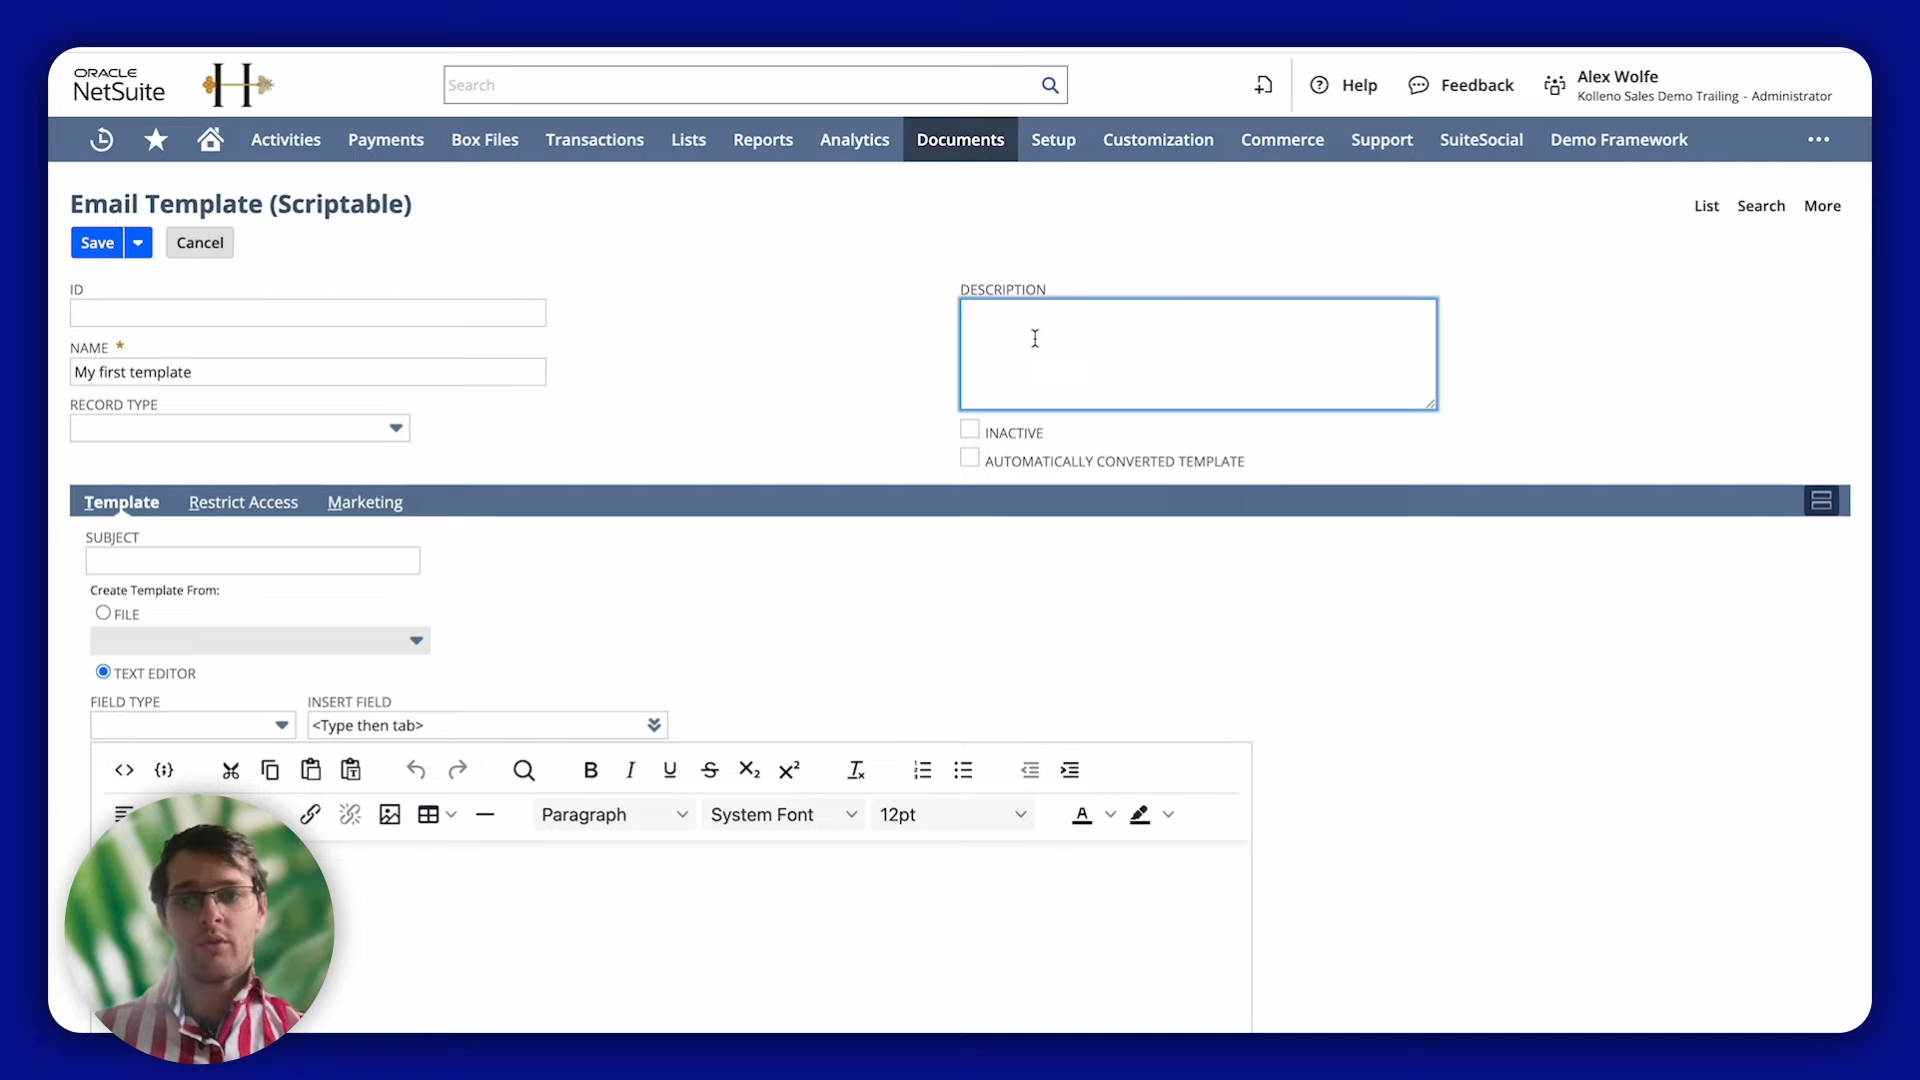 ORACLE
NetSuite
H
Search
Help
Feedback
Alex Wolfe
Kolleno Sales Demo Trailing - Administrator
Activities
Payments
Box Files
Transactions
Lists
Reports
Analytics
Documents
Setup
Customization
Commerce
Support
SuiteSocial
Demo Framework
Email Template (Scriptable)
List
Search
More
Save
Cancel
ID
DESCRIPTION
NAME *
My first template
RECORD TYPE
INACTIVE
AUTOMATICALLY CONVERTED TEMPLATE
Template
Restrict Access
Marketing
SUBJECT
Create Template From:
FILE
TEXT EDITOR
FIELD TYPE
INSERT FIELD
<Type then tab>
Paragraph
System Font
12pt